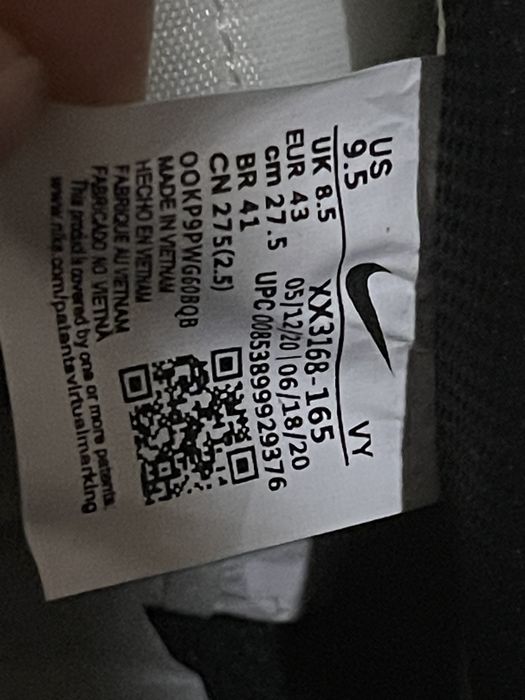 US
9.5
VY
UK 8.5
XX3168-165
EUR 43
05/12/20 | 06/18/20
cm 27.5
UPC 00853899929376
BR 41
CN 275(2.5)
OOKP9PWG60BQB
MADE IN VIETNAM
HECHO EN VIETNAM
FABRIQUE AU VIETNAM
FABRICADO NO VIETNÃ
This product is covered by one or more patents.
www.nike.com/patentsvirtualmarking